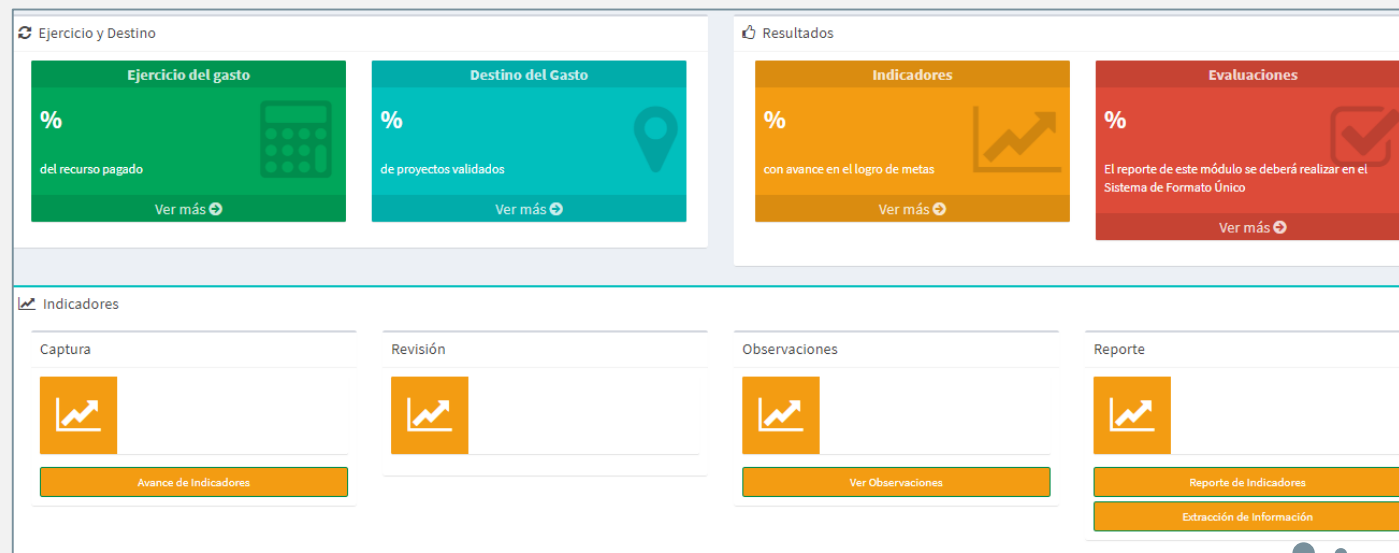 Ejercicio y Destino
Ejercicio del gasto
%
del recurso pagado
Ver más
Destino del Gasto
%
de proyectos validados
Ver más
Resultados
Indicadores
%
con avance en el logro de metas
Ver más
Evaluaciones
%
El reporte de este módulo se deberá realizar en el
Sistema de Formato Único
Ver más
Indicadores
Captura
Avance de Indicadores
Revisión
Observaciones
Ver Observaciones
Reporte
Reporte de Indicadores
Extracción de Información